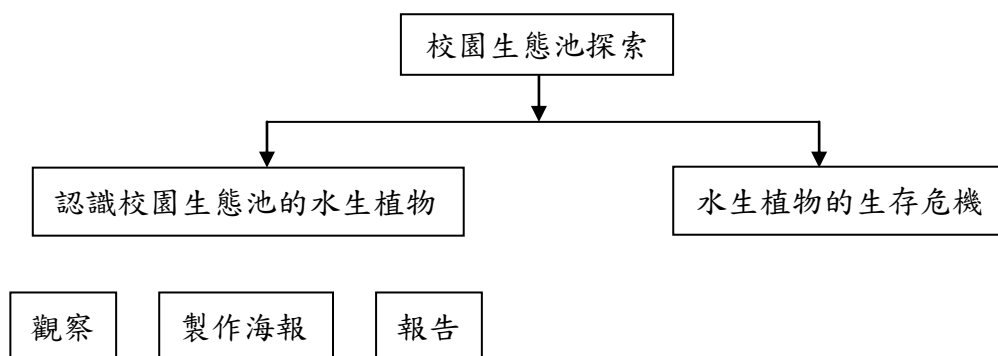 校園生態池探索
認識校園生態池的水生植物
水生植物的生存危機
觀察
製作海報
報告